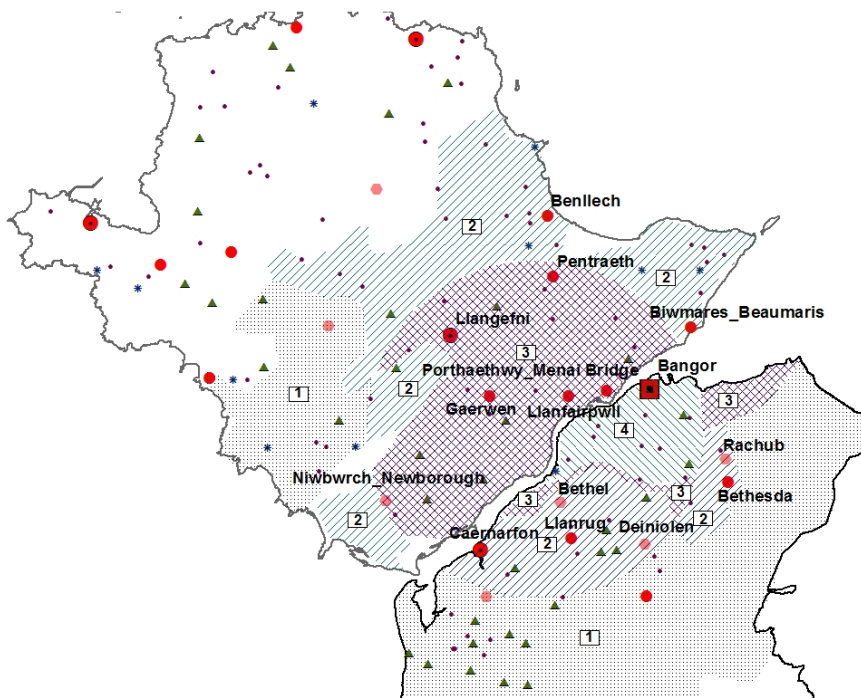 Benllech
2
Pentraeth
2
Biwmares_Beaumaris
Llangefni
3
Porthaethwy_Menai Bridge
Bangor
2
1
3
Gaerwen
Llanfairpwll
4
Rachub
Niwbwrch_Newborough
Bethel
3
3
Bethesda
2
2
Caernarfon
Llanrug
Deiniolen
2
1